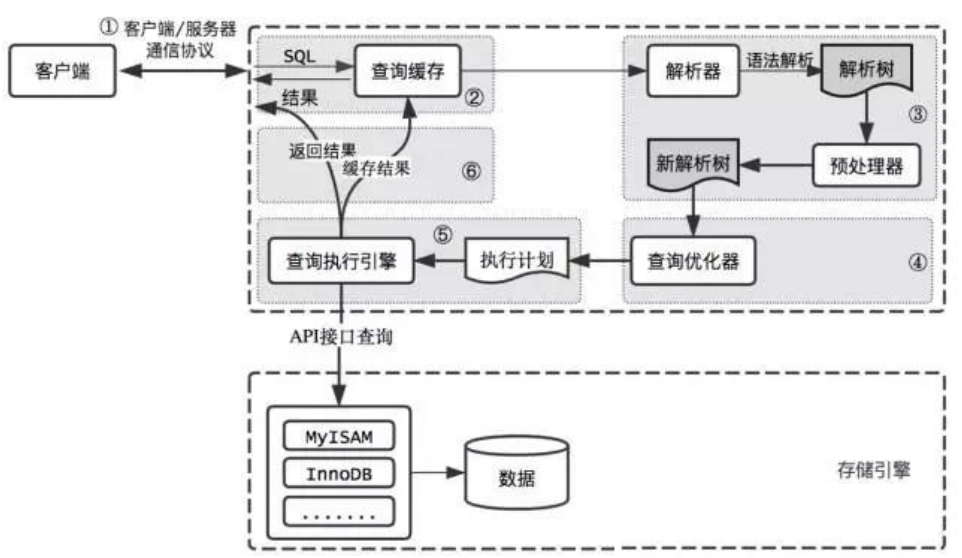 ① 客户端/服务器
通信协议
客户端
SQL
结果
查询缓存
②
解析器
语法解析
解析树
③
预处理器
新解析树
返回结果
缓存结果
⑥
查询执行引擎
⑤
执行计划
查询优化器
④
API接口查询
MyISAM
InnoDB
.......
数据
存储引擎